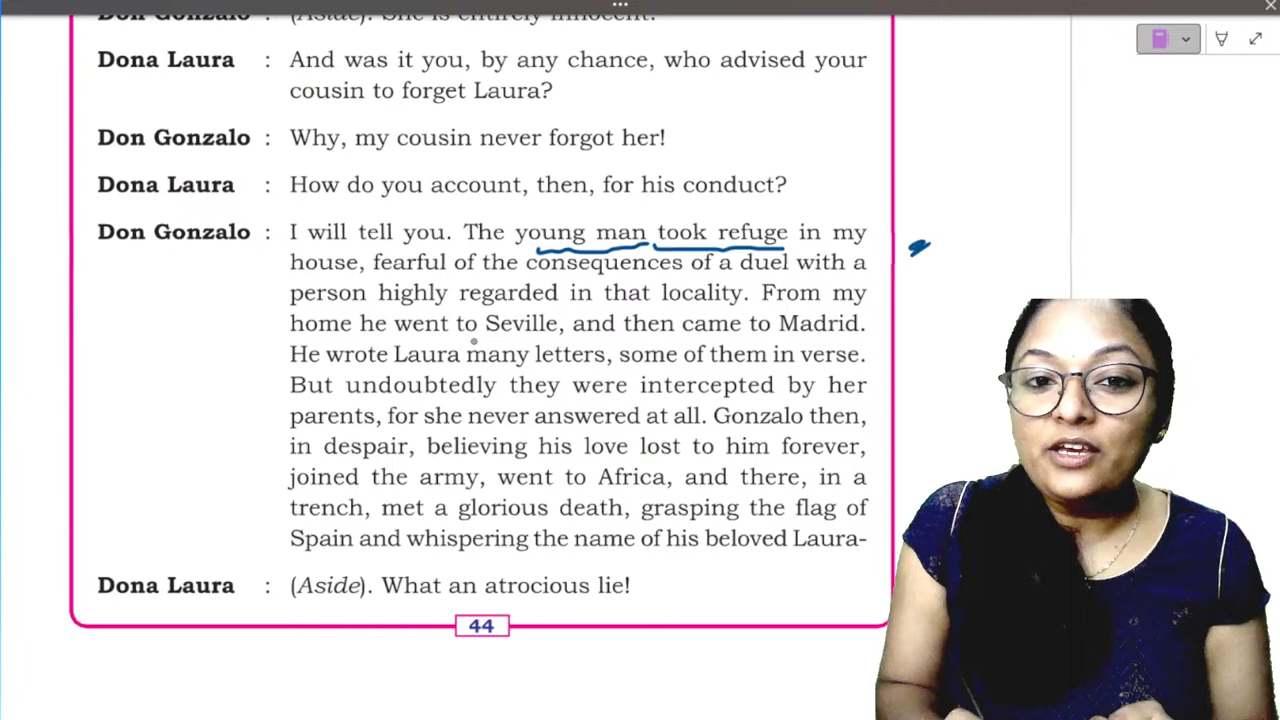 Don Gonzalo : (Aside). She is entirely innocent.
Dona Laura : And was it you, by any chance, who advised your
cousin to forget Laura?
Don Gonzalo : Why, my cousin never forgot her!
Dona Laura : How do you account, then, for his conduct?
Don Gonzalo : I will tell you. The young man took refuge in my
house, fearful of the consequences of a duel with a
person highly regarded in that locality. From my
home he went to Seville, and then came to Madrid.
He wrote Laura many letters, some of them in verse.
But undoubtedly they were intercepted by her
parents, for she never answered at all. Gonzalo then,
in despair, believing his love lost to him forever,
joined the army, went to Africa, and there, in a
trench, met a glorious death, grasping the flag of
Spain and whispering the name of his beloved Laura-
Dona Laura : (Aside). What an atrocious lie!
44